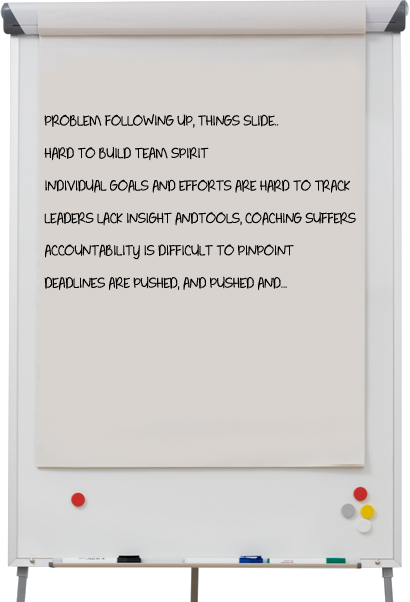 PROBLEM FOLLOWING UP, THINGS SLIDE..
HARD TO BUILD TEAM SPIRIT
INDIVIDUAL GOALS AND EFFORTS ARE HARD TO TRACK
LEADERS LACK INSIGHT ANDTOOLS, COACHING SUFFERS
ACCOUNTABILITY IS DIFFICULT TO PINPOINT
DEADLINES ARE PUSHED, AND PUSHED AND...